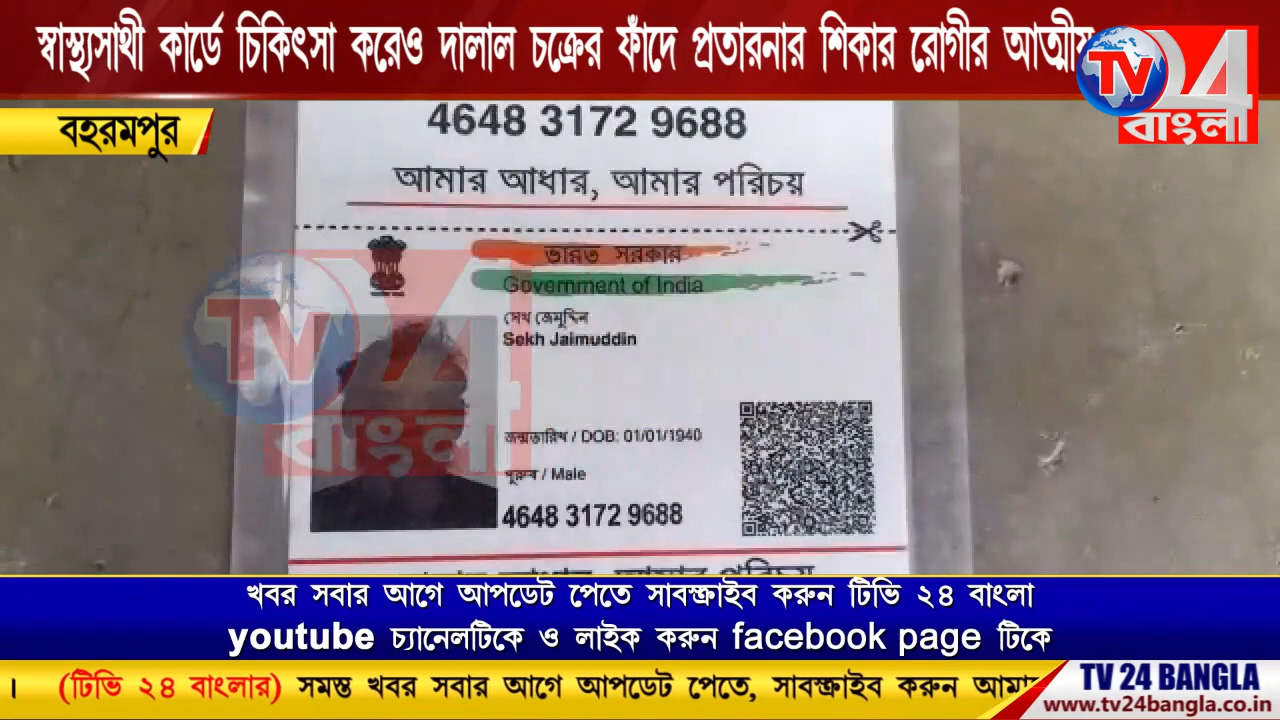 স্বাস্থ্যসাথী কার্ডে চিকিৎসা করেও দালাল চক্রের ফাঁদে প্রতারনার শিকার রোগীর আত্মীয়
TV 24
বাংলা
বহরমপুর
4648 3172 9688
আমার আধার, আমার পরিচয়
ভারত সরকার
Government of India
সেখ জেমুদ্দিন
Sekh Jaimuddin
TV 24
বাংলা
জন্মতারিখ / DOB: 01/01/1940
পুরুষ / Male
4648 3172 9688
খবর সবার আগে আপডেট পেতে সাবস্ক্রাইব করুন টিভি ২৪ বাংলা
youtube চ্যানেলটিকে ও লাইক করুন facebook page টিকে
। (টিভি ২৪ বাংলার) সমস্ত খবর সবার আগে আপডেট পেতে, সাবস্ক্রাইব করুন
TV 24 BANGLA
www.tv24bangla.co.in